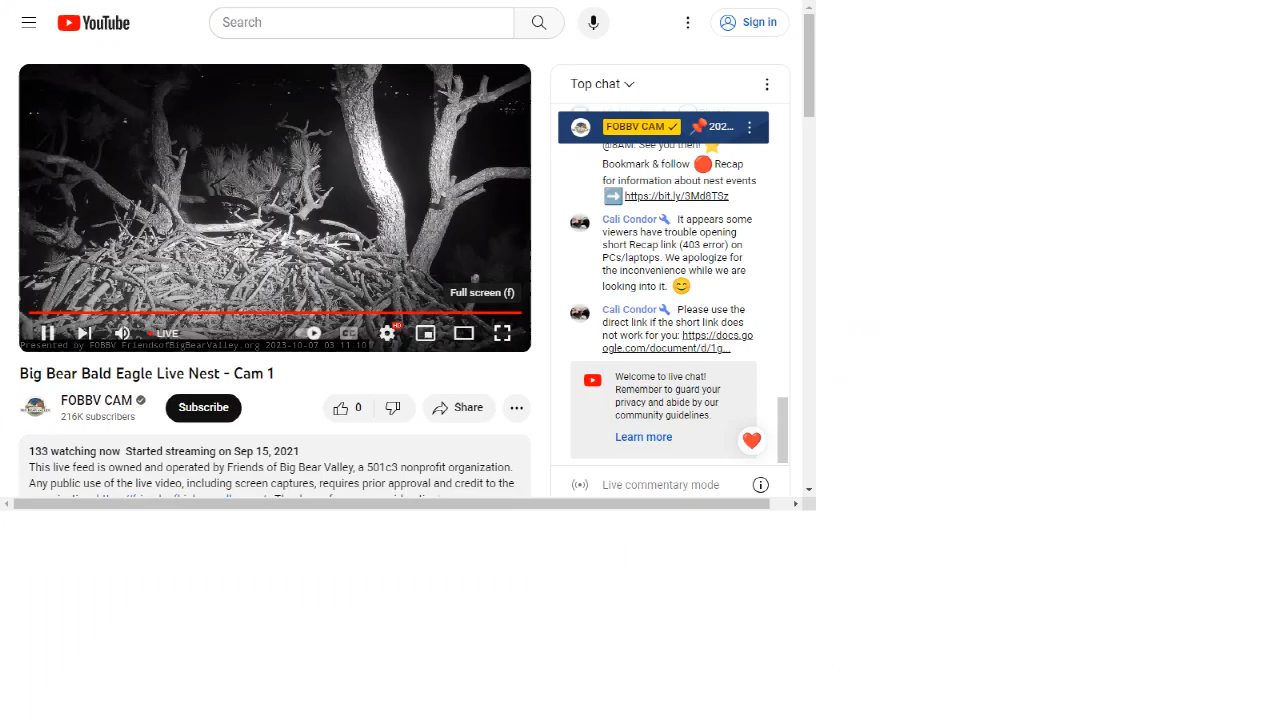 YouTube
Search
Sign in
Top chat
FOBBV CAM
202...
@8AM. See you then!
Bookmark & follow Recap
for information about nest events
https://bit.ly/3Md8TSz
Cali Condor It appears some
viewers have trouble opening
short Recap link (403 error) on
PCs/laptops. We apologize for
the inconvenience while we are
looking into it.
Cali Condor Please use the
direct link if the short link does
not work for you: https://docs.go
ogle.com/document/d/1g...
Welcome to live chat!
Remember to guard your
privacy and abide by our
community guidelines.
Learn more
Live commentary mode
Full screen (f)
LIVE
HD
Presented by FOBBV FriendsofBigBearValley.org 2023-10-07 03 11 10
Big Bear Bald Eagle Live Nest - Cam 1
FOBBV CAM
216K subscribers
Subscribe
0
Share
133 watching now Started streaming on Sep 15, 2021
This live feed is owned and operated by Friends of Big Bear Valley, a 501c3 nonprofit organization.
Any public use of the live video, including screen captures, requires prior approval and credit to the